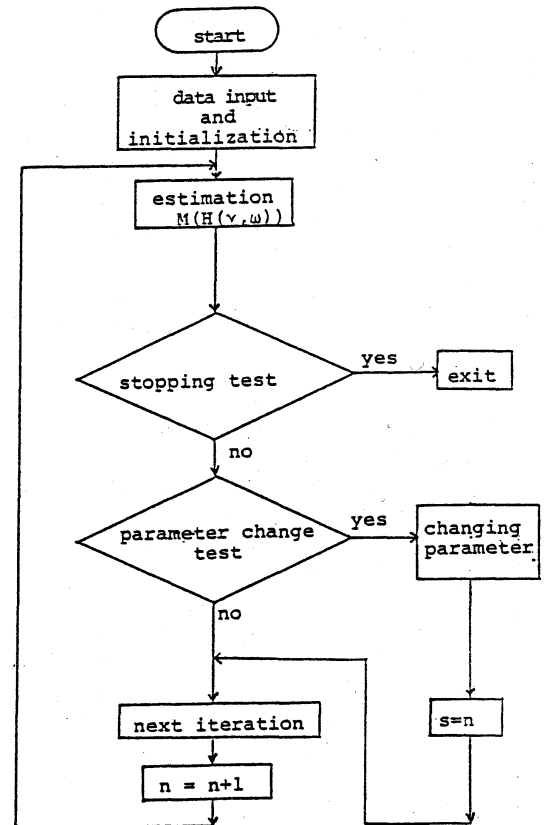 start
data input
and
initialization
estimation
M(H(γ,ω))
stopping test
yes
exit
no
parameter change
test
yes
changing
parameter
no
next iteration
s=n
n = n+1